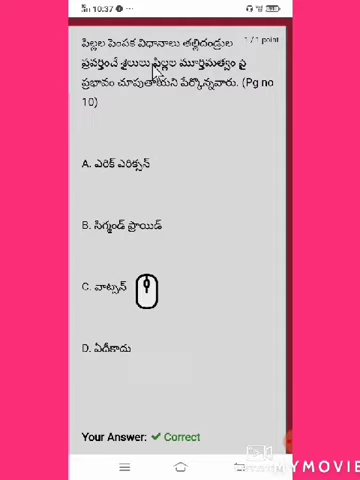 10:37
పిల్లల పెంపక విధానాలు తల్లిదండ్రుల
1 / 1 point
ప్రవర్తించే శైలులు పిల్లల మూర్తిమత్వం పై
ప్రభావం చూపుతాయని పేర్కొన్నవారు. (Pg no
10)
A. ఎరిక్ ఎరిక్సన్
B. సిగ్మండ్ ఫ్రాయిడ్
C. వాట్సన్
D. ఏదీకాదు
Your Answer: ✔ Correct
MYMOVIE